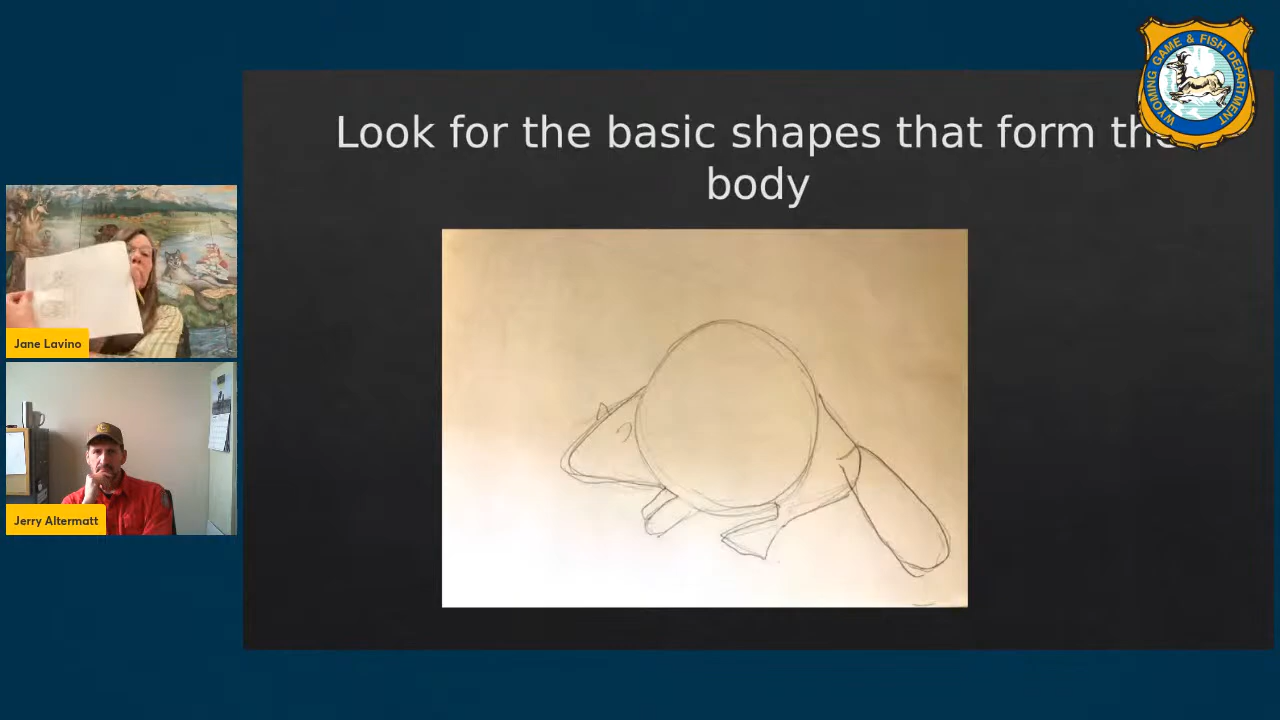 WYOMING GAME & FISH DEPARTMENT
Look for the basic shapes that form the
body
Jane Lavino
Jerry Altermatt